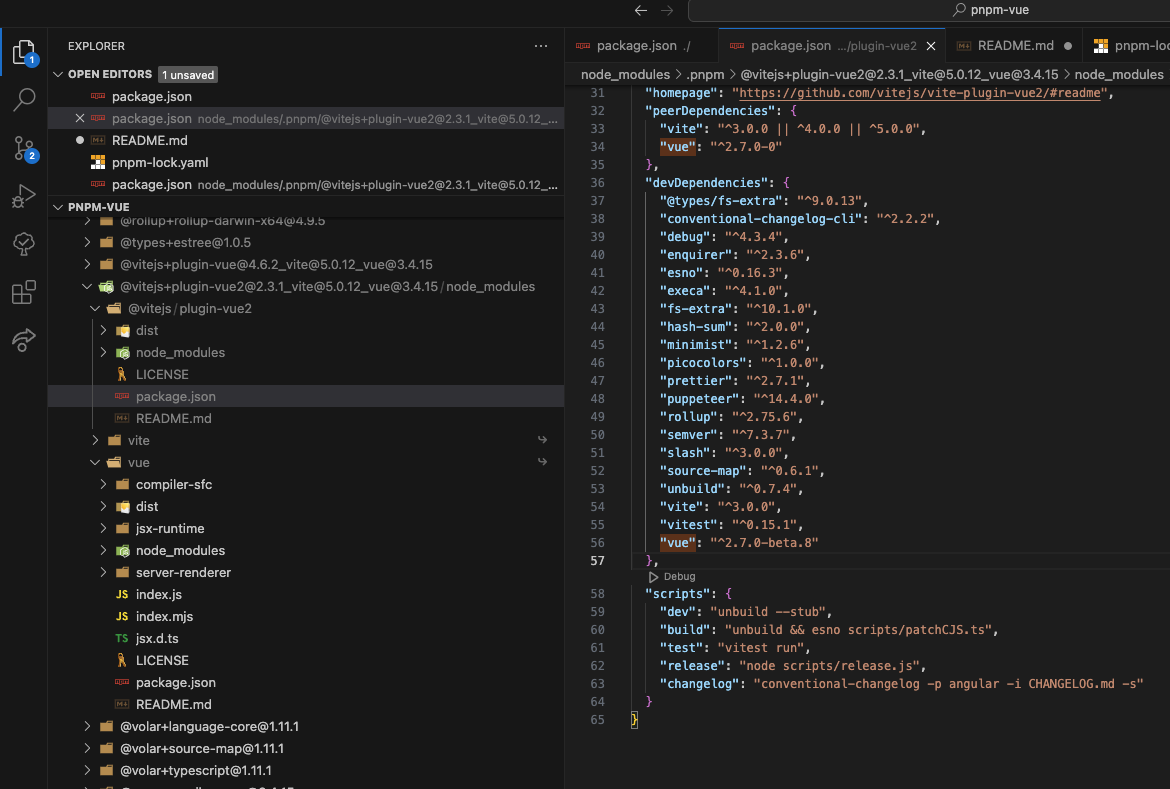 pnpm-vue
EXPLORER
OPEN EDITORS 1 unsaved
package.json
package.json node_modules/.pnpm/@vitejs+plugin-vue2@2.3.1_vite@5.0.12_...
README.md
pnpm-lock.yaml
package.json node_modules/.pnpm/@vitejs+plugin-vue2@2.3.1_vite@5.0.12_...
PNPM-VUE
@rollup+rollup-darwin-x64@4.9.5
@types+estree@1.0.5
@vitejs+plugin-vue@4.6.2_vite@5.0.12_vue@3.4.15
@vitejs+plugin-vue2@2.3.1_vite@5.0.12_vue@3.4.15/node_modules
@vitejs/plugin-vue2
dist
node_modules
LICENSE
package.json
README.md
vite
vue
compiler-sfc
dist
jsx-runtime
node_modules
server-renderer
JS index.js
JS index.mjs
TS jsx.d.ts
LICENSE
package.json
README.md
@volar+language-core@1.11.1
@volar+source-map@1.11.1
@volar+typescript@1.11.1
1
2
package.json ./
package.json .../plugin-vue2
README.md
pnpm-loc
node_modules > .pnpm > @vitejs+plugin-vue2@2.3.1_vite@5.0.12_vue@3.4.15 > node_modules
31 "homepage": "https://github.com/vitejs/vite-plugin-vue2/#readme",
32 "peerDependencies": {
33 "vite": "^3.0.0 || ^4.0.0 || ^5.0.0",
34 "vue": "^2.7.0-0"
35 },
36 "devDependencies": {
37 "@types/fs-extra": "^9.0.13",
38 "conventional-changelog-cli": "^2.2.2",
39 "debug": "^4.3.4",
40 "enquirer": "^2.3.6",
41 "esno": "^0.16.3",
42 "execa": "^4.1.0",
43 "fs-extra": "^10.1.0",
44 "hash-sum": "^2.0.0",
45 "minimist": "^1.2.6",
46 "picocolors": "^1.0.0",
47 "prettier": "^2.7.1",
48 "puppeteer": "^14.4.0",
49 "rollup": "^2.75.6",
50 "semver": "^7.3.7",
51 "slash": "^3.0.0",
52 "source-map": "^0.6.1",
53 "unbuild": "^0.7.4",
54 "vite": "^3.0.0",
55 "vitest": "^0.15.1",
56 "vue": "^2.7.0-beta.8"
57 },
Debug
58 "scripts": {
59 "dev": "unbuild --stub",
60 "build": "unbuild && esno scripts/patchCJS.ts",
61 "test": "vitest run",
62 "release": "node scripts/release.js",
63 "changelog": "conventional-changelog -p angular -i CHANGELOG.md -s"
64 }
65 }